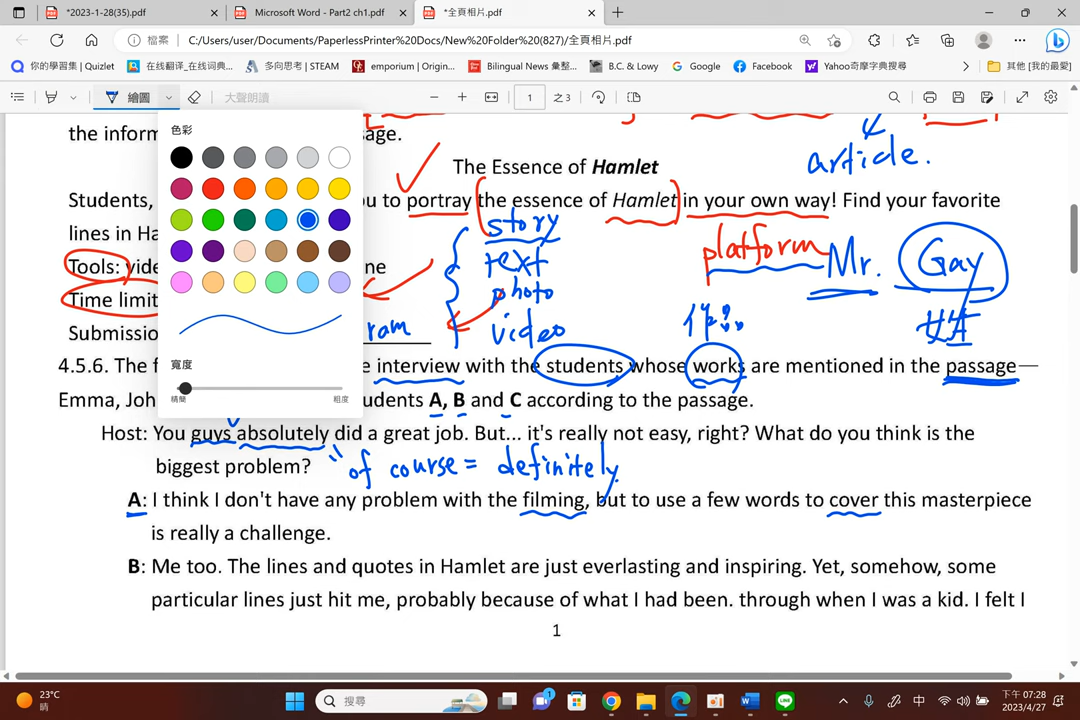 *2023-1-28(35).pdf
Microsoft Word - Part2 ch1.pdf
*全頁相片.pdf
檔案
C:/Users/user/Documents/PaperlessPrinter%20Docs/New%20Folder%20(827)/全頁相片.pdf
你的學習集 | Quizlet
在线翻译_在线词典...
多向思考 | STEAM
emporium | Origin...
Bilingual News 彙整...
B.C. & Lowy
Google
Facebook
Yahoo奇摩字典搜尋
其他 [我的最愛]
繪圖
大聲朗讀
1
之 3
色彩
寬度
精簡
粗度
the inform
sage.
article.
The Essence of Hamlet
Students,
u to portray the essence of Hamlet in your own way! Find your favorite
story
lines in Ha
platform
text
Mr. Gay
Tools: vide
ne
photo
Time limit
video
Submissio
ram
4.5.6. The f
e interview with the students whose works are mentioned in the passage—
Emma, Joh
tudents A, B and C according to the passage.
Host: You guys absolutely did a great job. But... it's really not easy, right? What do you think is the
biggest problem?
of course = definitely.
A: I think I don't have any problem with the filming, but to use a few words to cover this masterpiece
is really a challenge.
B: Me too. The lines and quotes in Hamlet are just everlasting and inspiring. Yet, somehow, some
particular lines just hit me, probably because of what I had been. through when I was a kid. I felt I
1
23°C
晴
搜尋
1
中
下午 07:28
2023/4/27